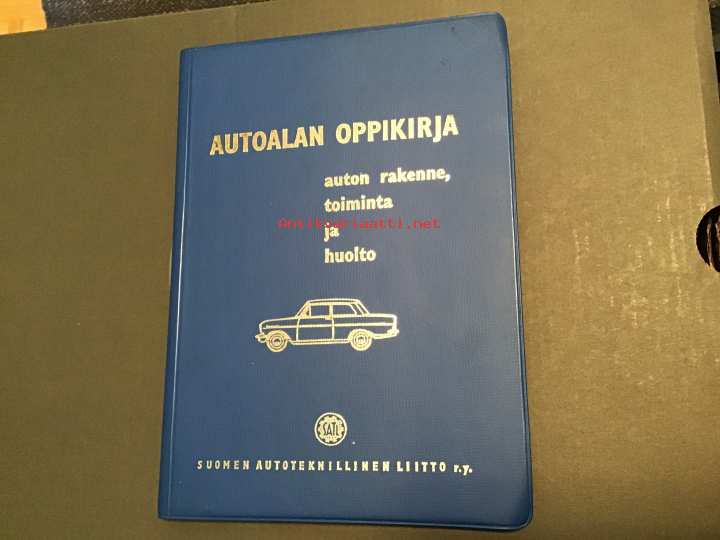 AUTOALAN OPPIKIRJA
auton rakenne,
toiminta
Antikvariaatti.net
ja
huolto
SATL
SUOMEN AUTOTEKNILLINEN LIITTO r.y.